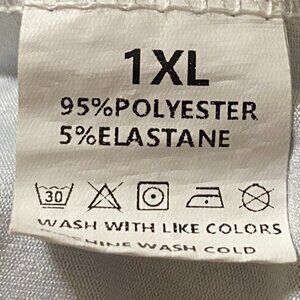 1XL
95%POLYESTER
5%ELASTANE
30
WASH WITH LIKE COLORS
WASH COLD